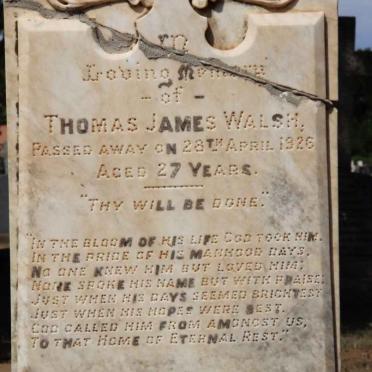 In
Loving Memory
- of -
THOMAS JAMES WALSH,
PASSED AWAY ON 28TH APRIL 1926
AGED 27 YEARS.
"THY WILL BE DONE."
"IN THE BLOOM OF HIS LIFE GOD TOOK HIM.
IN THE PRIDE OF HIS MANHOOD DAYS,
NO ONE KNEW HIM BUT LOVED HIM;
NONE SPOKE HIS NAME BUT WITH PRAISE.
JUST WHEN HIS DAYS SEEMED BRIGHTEST
JUST WHEN HIS HOPES WERE BEST.
GOD CALLED HIM FROM AMONGST US,
TO THAT HOME OF ETERNAL REST."